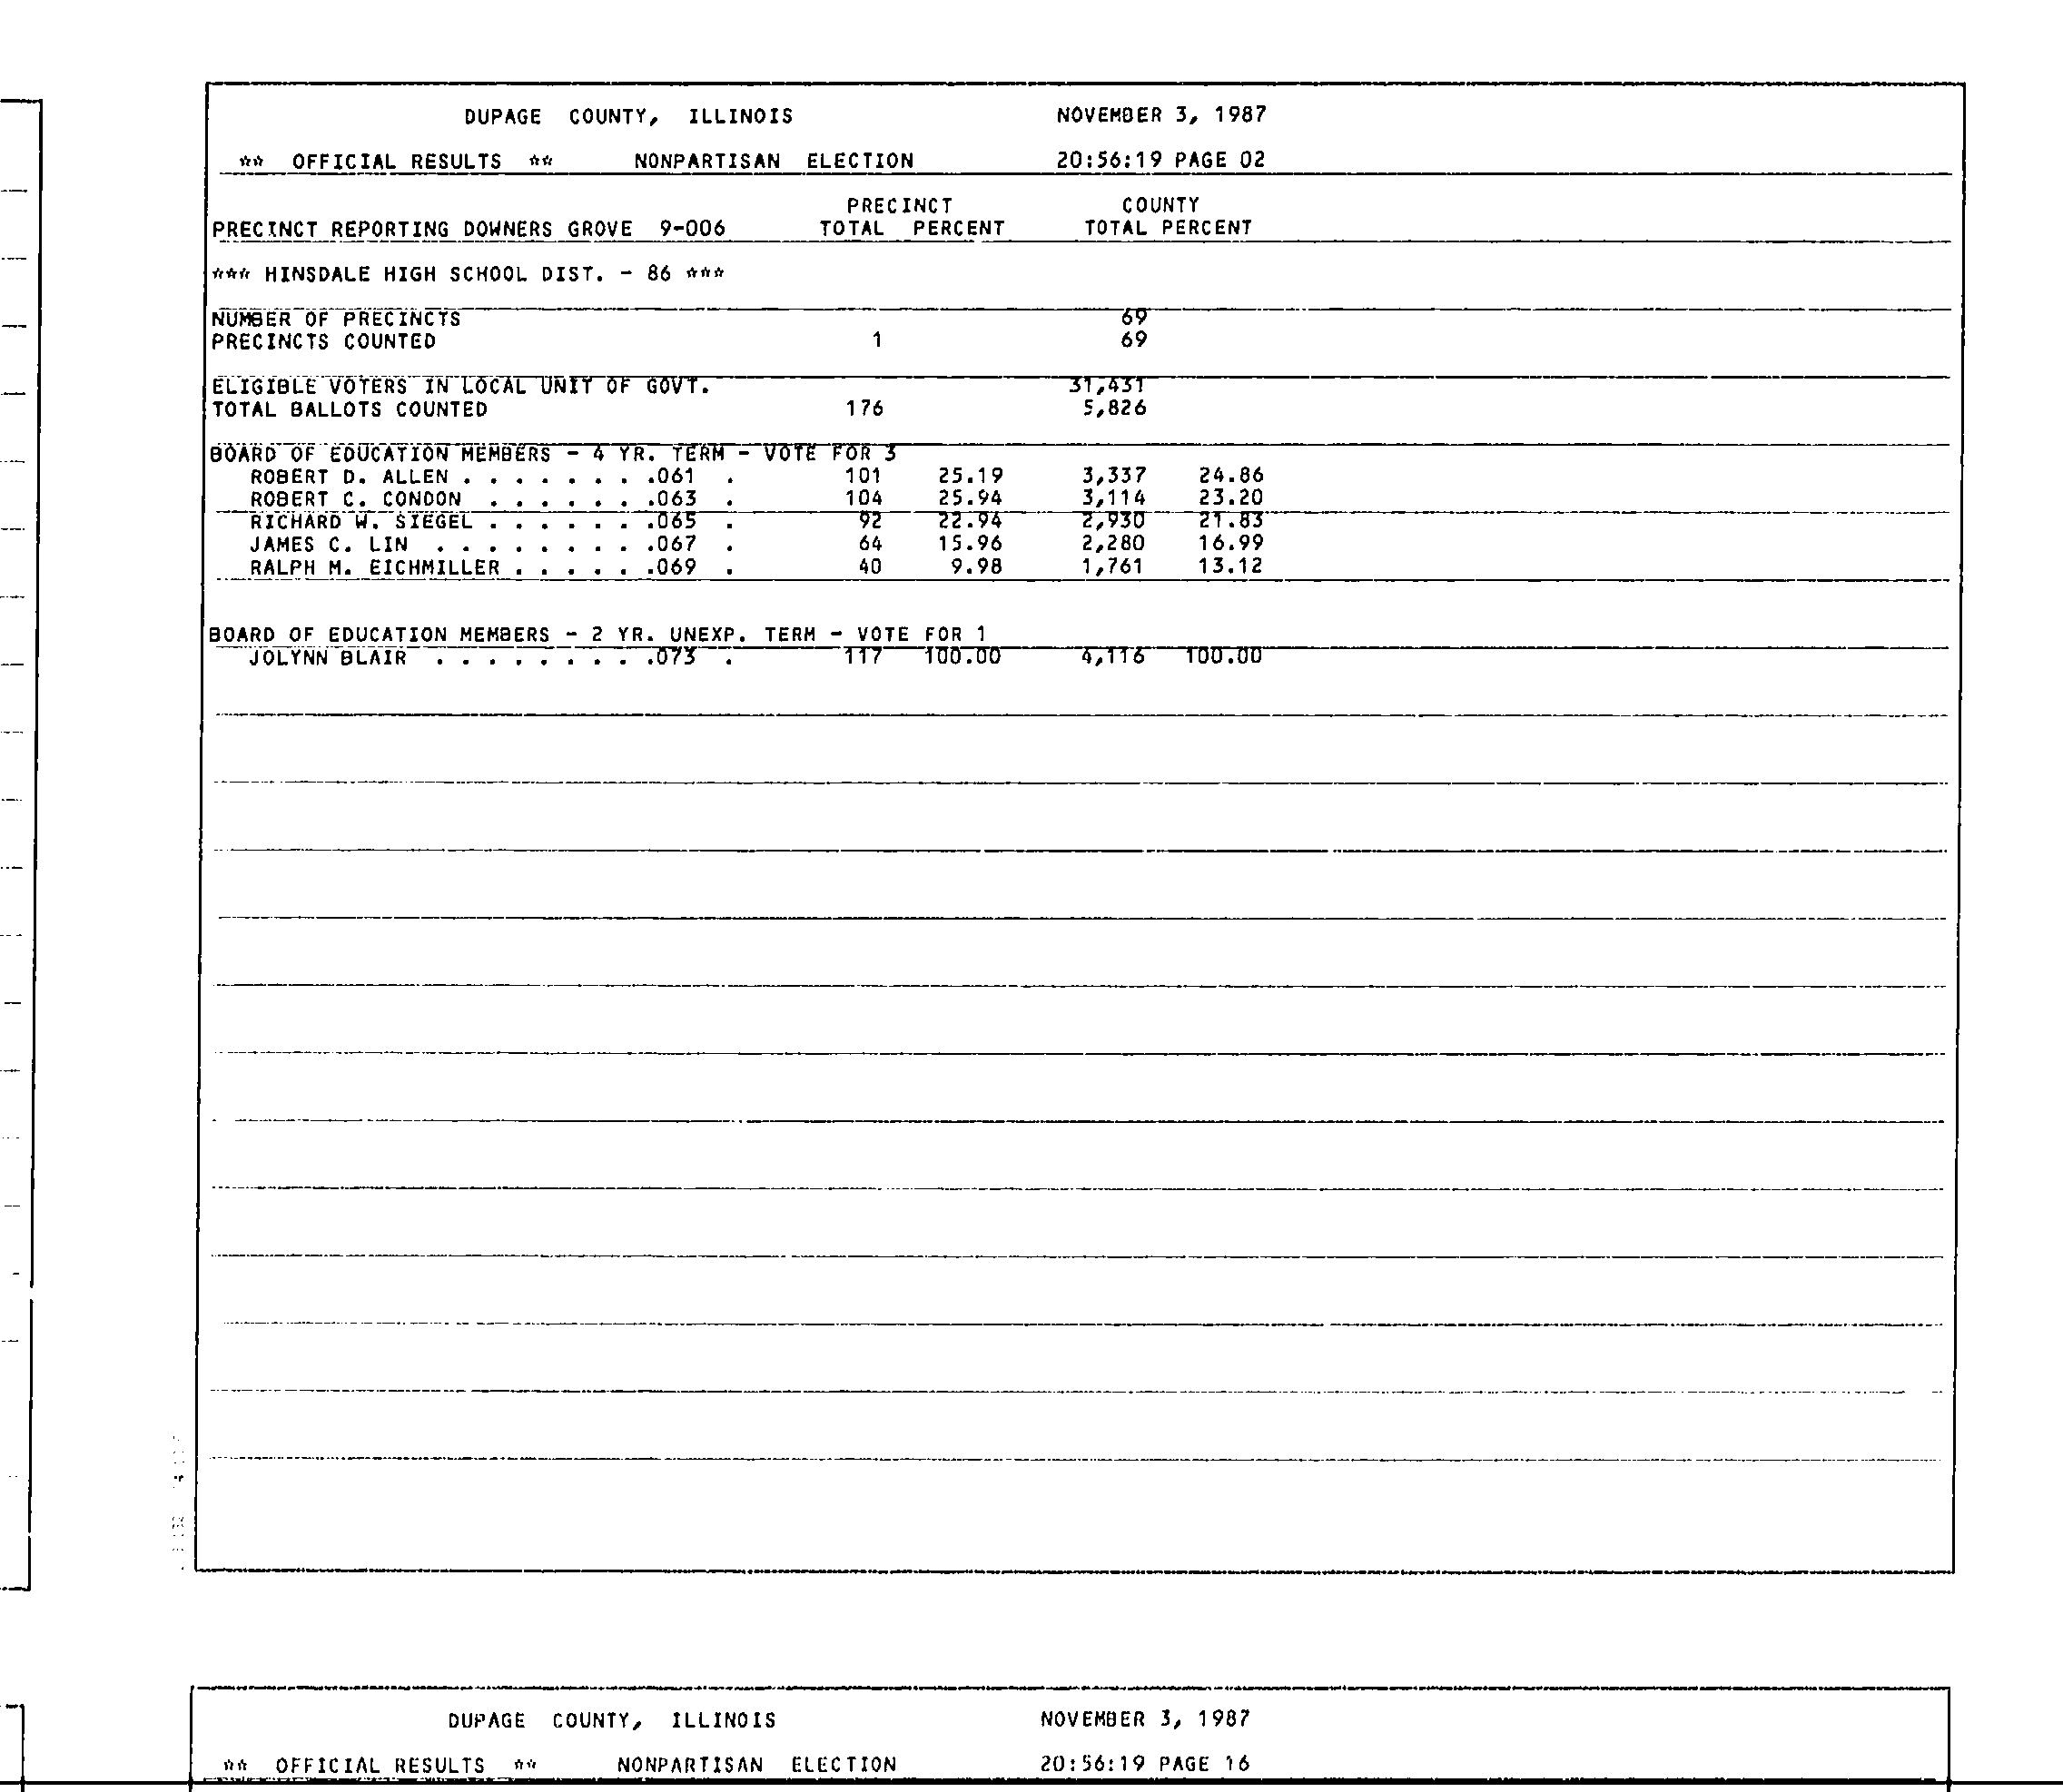 DUPAGE COUNTY, ILLINOIS NOVEMBER 3, 1987
** OFFICIAL RESULTS ** NONPARTISAN ELECTION 20:56:19 PAGE 02
PRECINCT COUNTY
PRECINCT REPORTING DOWNERS GROVE 9-006 TOTAL PERCENT TOTAL PERCENT
*** HINSDALE HIGH SCHOOL DIST. - 86 ***
NUMBER OF PRECINCTS 69
PRECINCTS COUNTED 1 69
ELIGIBLE VOTERS IN LOCAL UNIT OF GOVT. 31,431
TOTAL BALLOTS COUNTED 176 5,826
BOARD OF EDUCATION MEMBERS - 4 YR. TERM - VOTE FOR 3
ROBERT D. ALLEN . . . . . . . .061 . 101 25.19 3,337 24.86
ROBERT C. CONDON . . . . . . .063 . 104 25.94 3,114 23.20
RICHARD W. SIEGEL . . . . . . .065 . 92 22.94 2,930 21.83
JAMES C. LIN . . . . . . . . .067 . 64 15.96 2,280 16.99
RALPH M. EICHMILLER . . . . . .069 . 40 9.98 1,761 13.12
BOARD OF EDUCATION MEMBERS - 2 YR. UNEXP. TERM - VOTE FOR 1
JOLYNN BLAIR . . . . . . . . .073 . 117 100.00 4,116 100.00
DUPAGE COUNTY, ILLINOIS NOVEMBER 3, 1987
** OFFICIAL RESULTS ** NONPARTISAN ELECTION 20:56:19 PAGE 16